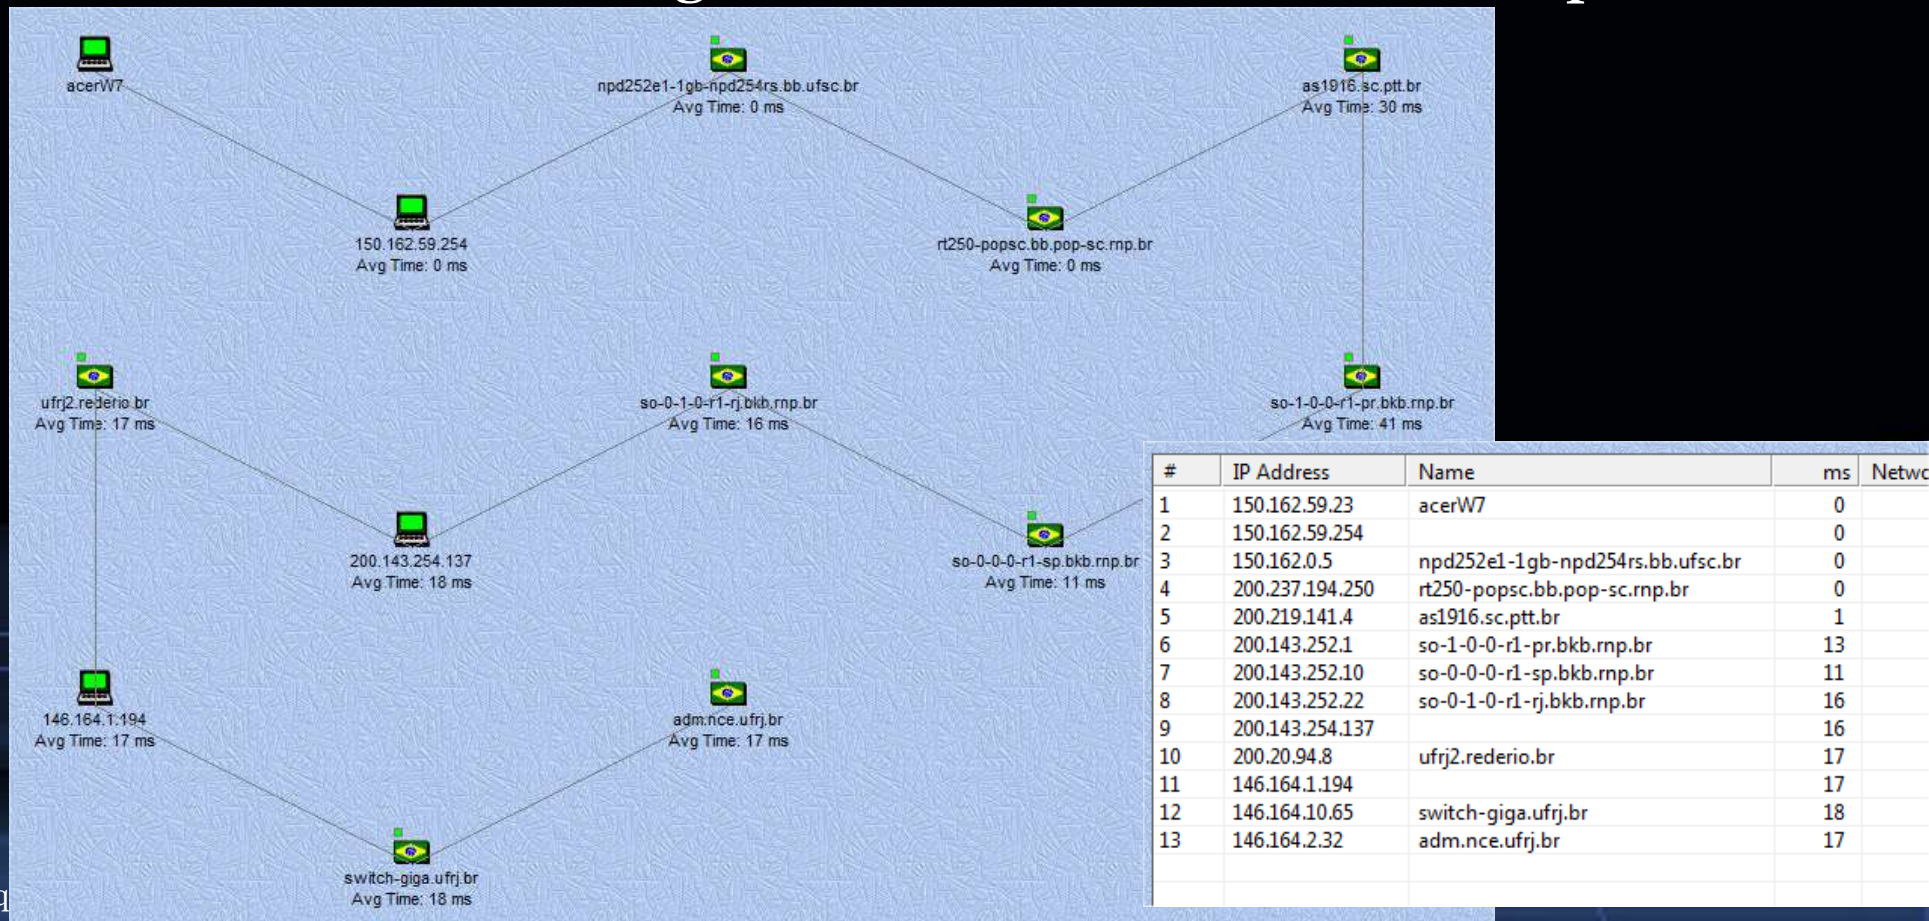 acerW7
npd252e1-1gb-npd254rs.bb.ufsc.br
Avg Time: 0 ms
as1916.sc.ptt.br
Avg Time: 30 ms
150.162.59.254
Avg Time: 0 ms
rt250-popsc.bb.pop-sc.rnp.br
Avg Time: 0 ms
ufrj2.rederio.br
Avg Time: 17 ms
so-0-1-0-r1-rj.bkb.rnp.br
Avg Time: 16 ms
so-1-0-0-r1-pr.bkb.rnp.br
Avg Time: 41 ms
200.143.254.137
Avg Time: 18 ms
so-0-0-0-r1-sp.bkb.rnp.br
Avg Time: 11 ms
146.164.1.194
Avg Time: 17 ms
adm.nce.ufrj.br
Avg Time: 17 ms
switch-giga.ufrj.br
Avg Time: 18 ms
# IP Address Name ms Netwo
1 150.162.59.23 acerW7 0
2 150.162.59.254 0
3 150.162.0.5 npd252e1-1gb-npd254rs.bb.ufsc.br 0
4 200.237.194.250 rt250-popsc.bb.pop-sc.rnp.br 0
5 200.219.141.4 as1916.sc.ptt.br 1
6 200.143.252.1 so-1-0-0-r1-pr.bkb.rnp.br 13
7 200.143.252.10 so-0-0-0-r1-sp.bkb.rnp.br 11
8 200.143.252.22 so-0-1-0-r1-rj.bkb.rnp.br 16
9 200.143.254.137 16
10 200.20.94.8 ufrj2.rederio.br 17
11 146.164.1.194 17
12 146.164.10.65 switch-giga.ufrj.br 18
13 146.164.2.32 adm.nce.ufrj.br 17